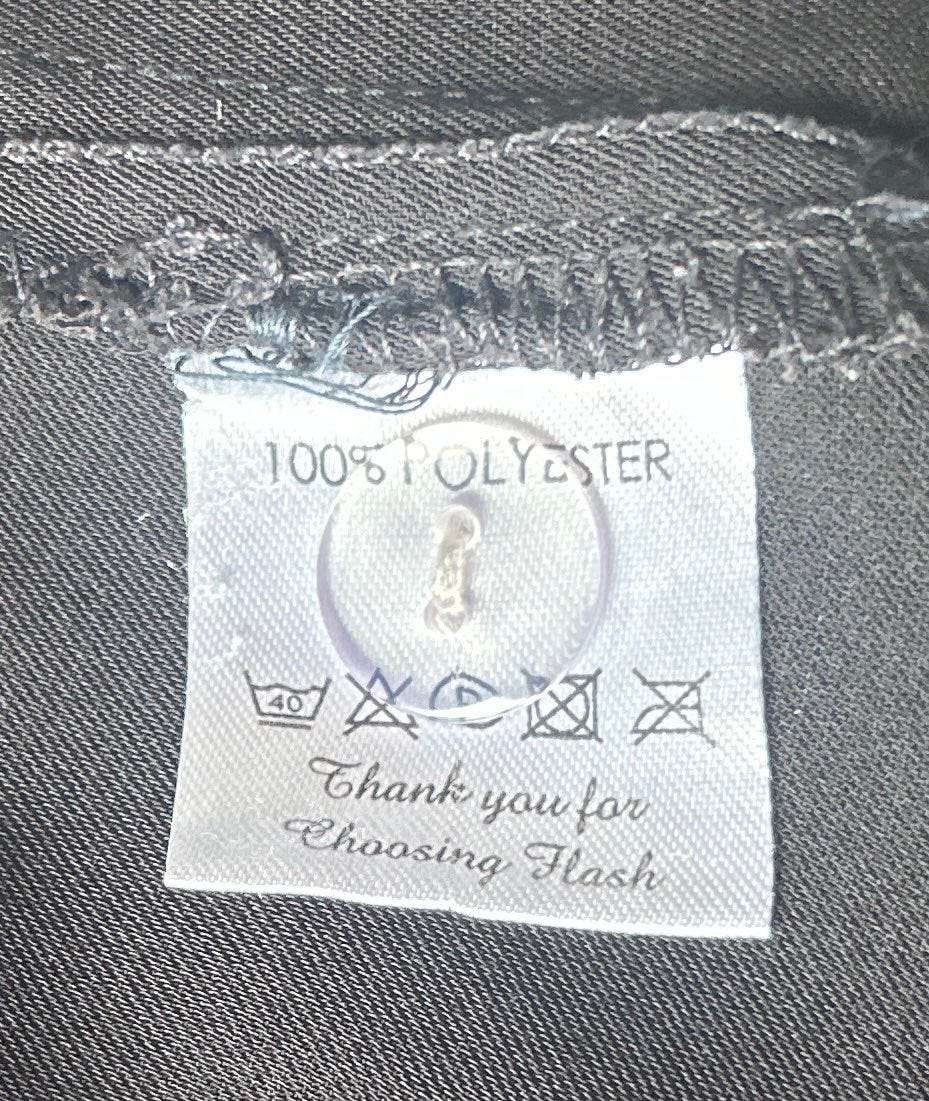 100% POLYESTER
40 P
Thank you for
Choosing Flash